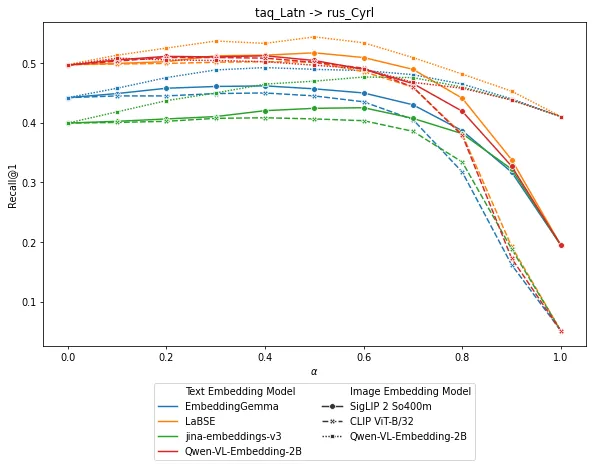 taq_Latn -> rus_Cyrl
Recall@1
0.5
0.4
0.3
0.2
0.1
0.0 0.2 0.4 0.6 0.8 1.0
α
Text Embedding Model Image Embedding Model
EmbeddingGemma SigLIP 2 So400m
LaBSE CLIP ViT-B/32
jina-embeddings-v3 Qwen-VL-Embedding-2B
Qwen-VL-Embedding-2B